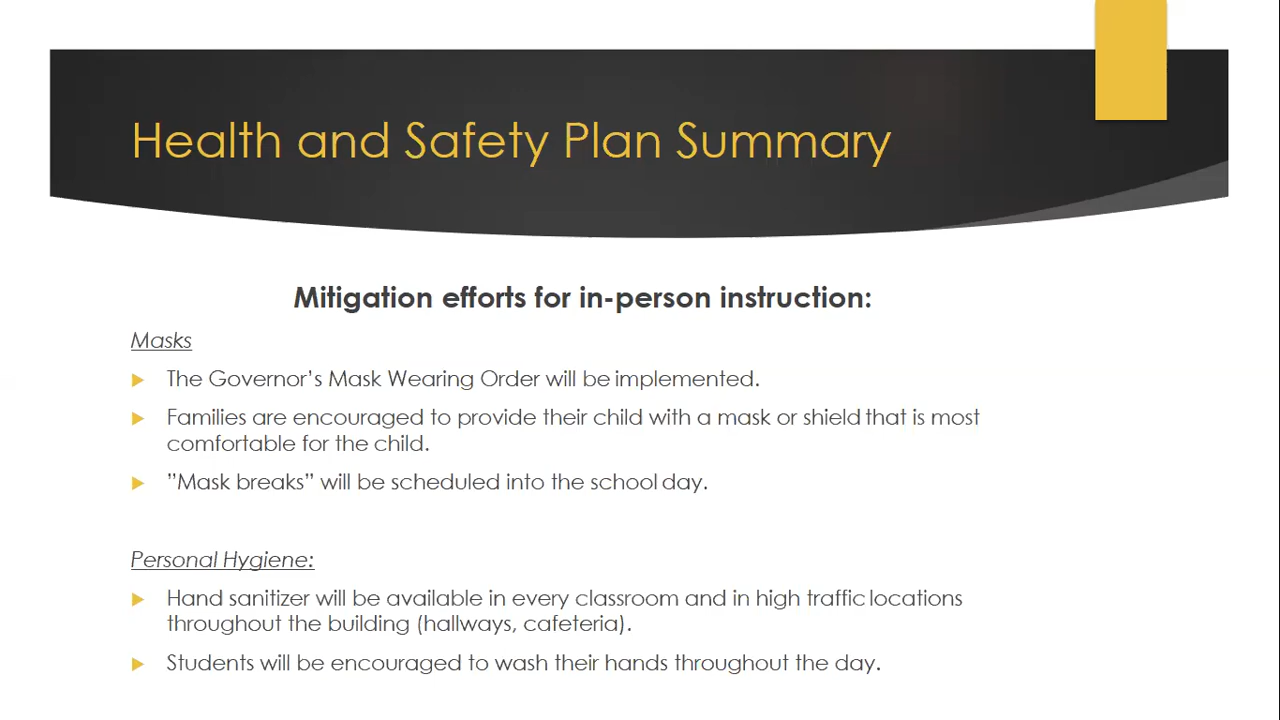 Health and Safety Plan Summary
Mitigation efforts for in-person instruction:
Masks
The Governor’s Mask Wearing Order will be implemented.
Families are encouraged to provide their child with a mask or shield that is most
comfortable for the child.
”Mask breaks” will be scheduled into the school day.
Personal Hygiene:
Hand sanitizer will be available in every classroom and in high traffic locations
throughout the building (hallways, cafeteria).
Students will be encouraged to wash their hands throughout the day.